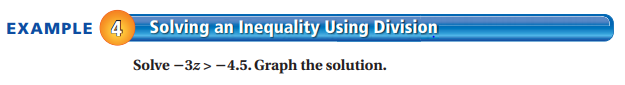 EXAMPLE 4 Solving an Inequality Using Division
Solve −3z > −4.5. Graph the solution.